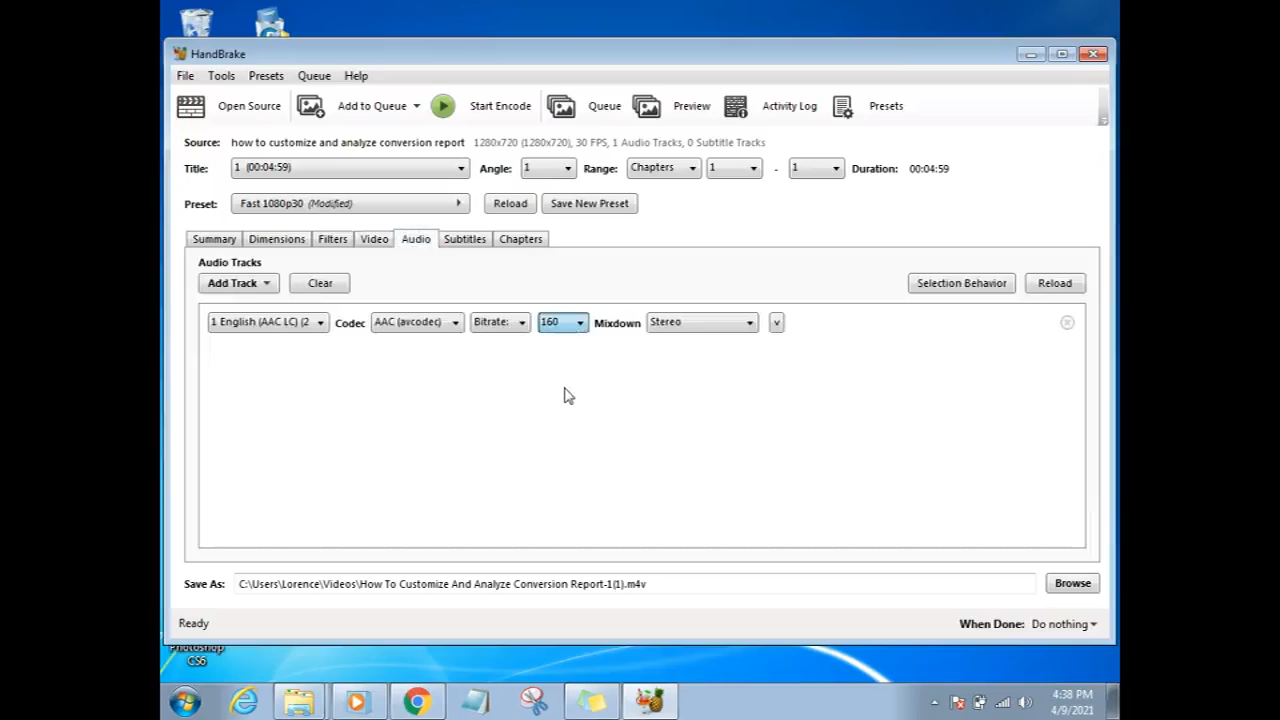 HandBrake
File Tools Presets Queue Help
Open Source Add to Queue Start Encode Queue Preview Activity Log Presets
Source: how to customize and analyze conversion report 1280x720 (1280x720), 30 FPS, 1 Audio Tracks, 0 Subtitle Tracks
Title: 1 (00:04:59) Angle: 1 Range: Chapters 1 - 1 Duration: 00:04:59
Preset: Fast 1080p30 (Modified) Reload Save New Preset
Summary Dimensions Filters Video Audio Subtitles Chapters
Audio Tracks
Add Track Clear Selection Behavior Reload
1 English (AAC LC) (2 Codec AAC (avcodec) Bitrate: 160 Mixdown Stereo v
Save As: C:\Users\Lorence\Videos\How To Customize And Analyze Conversion Report-1(1).m4v Browse
Ready When Done: Do nothing
Photoshop
CS6
4:38 PM
4/9/2021